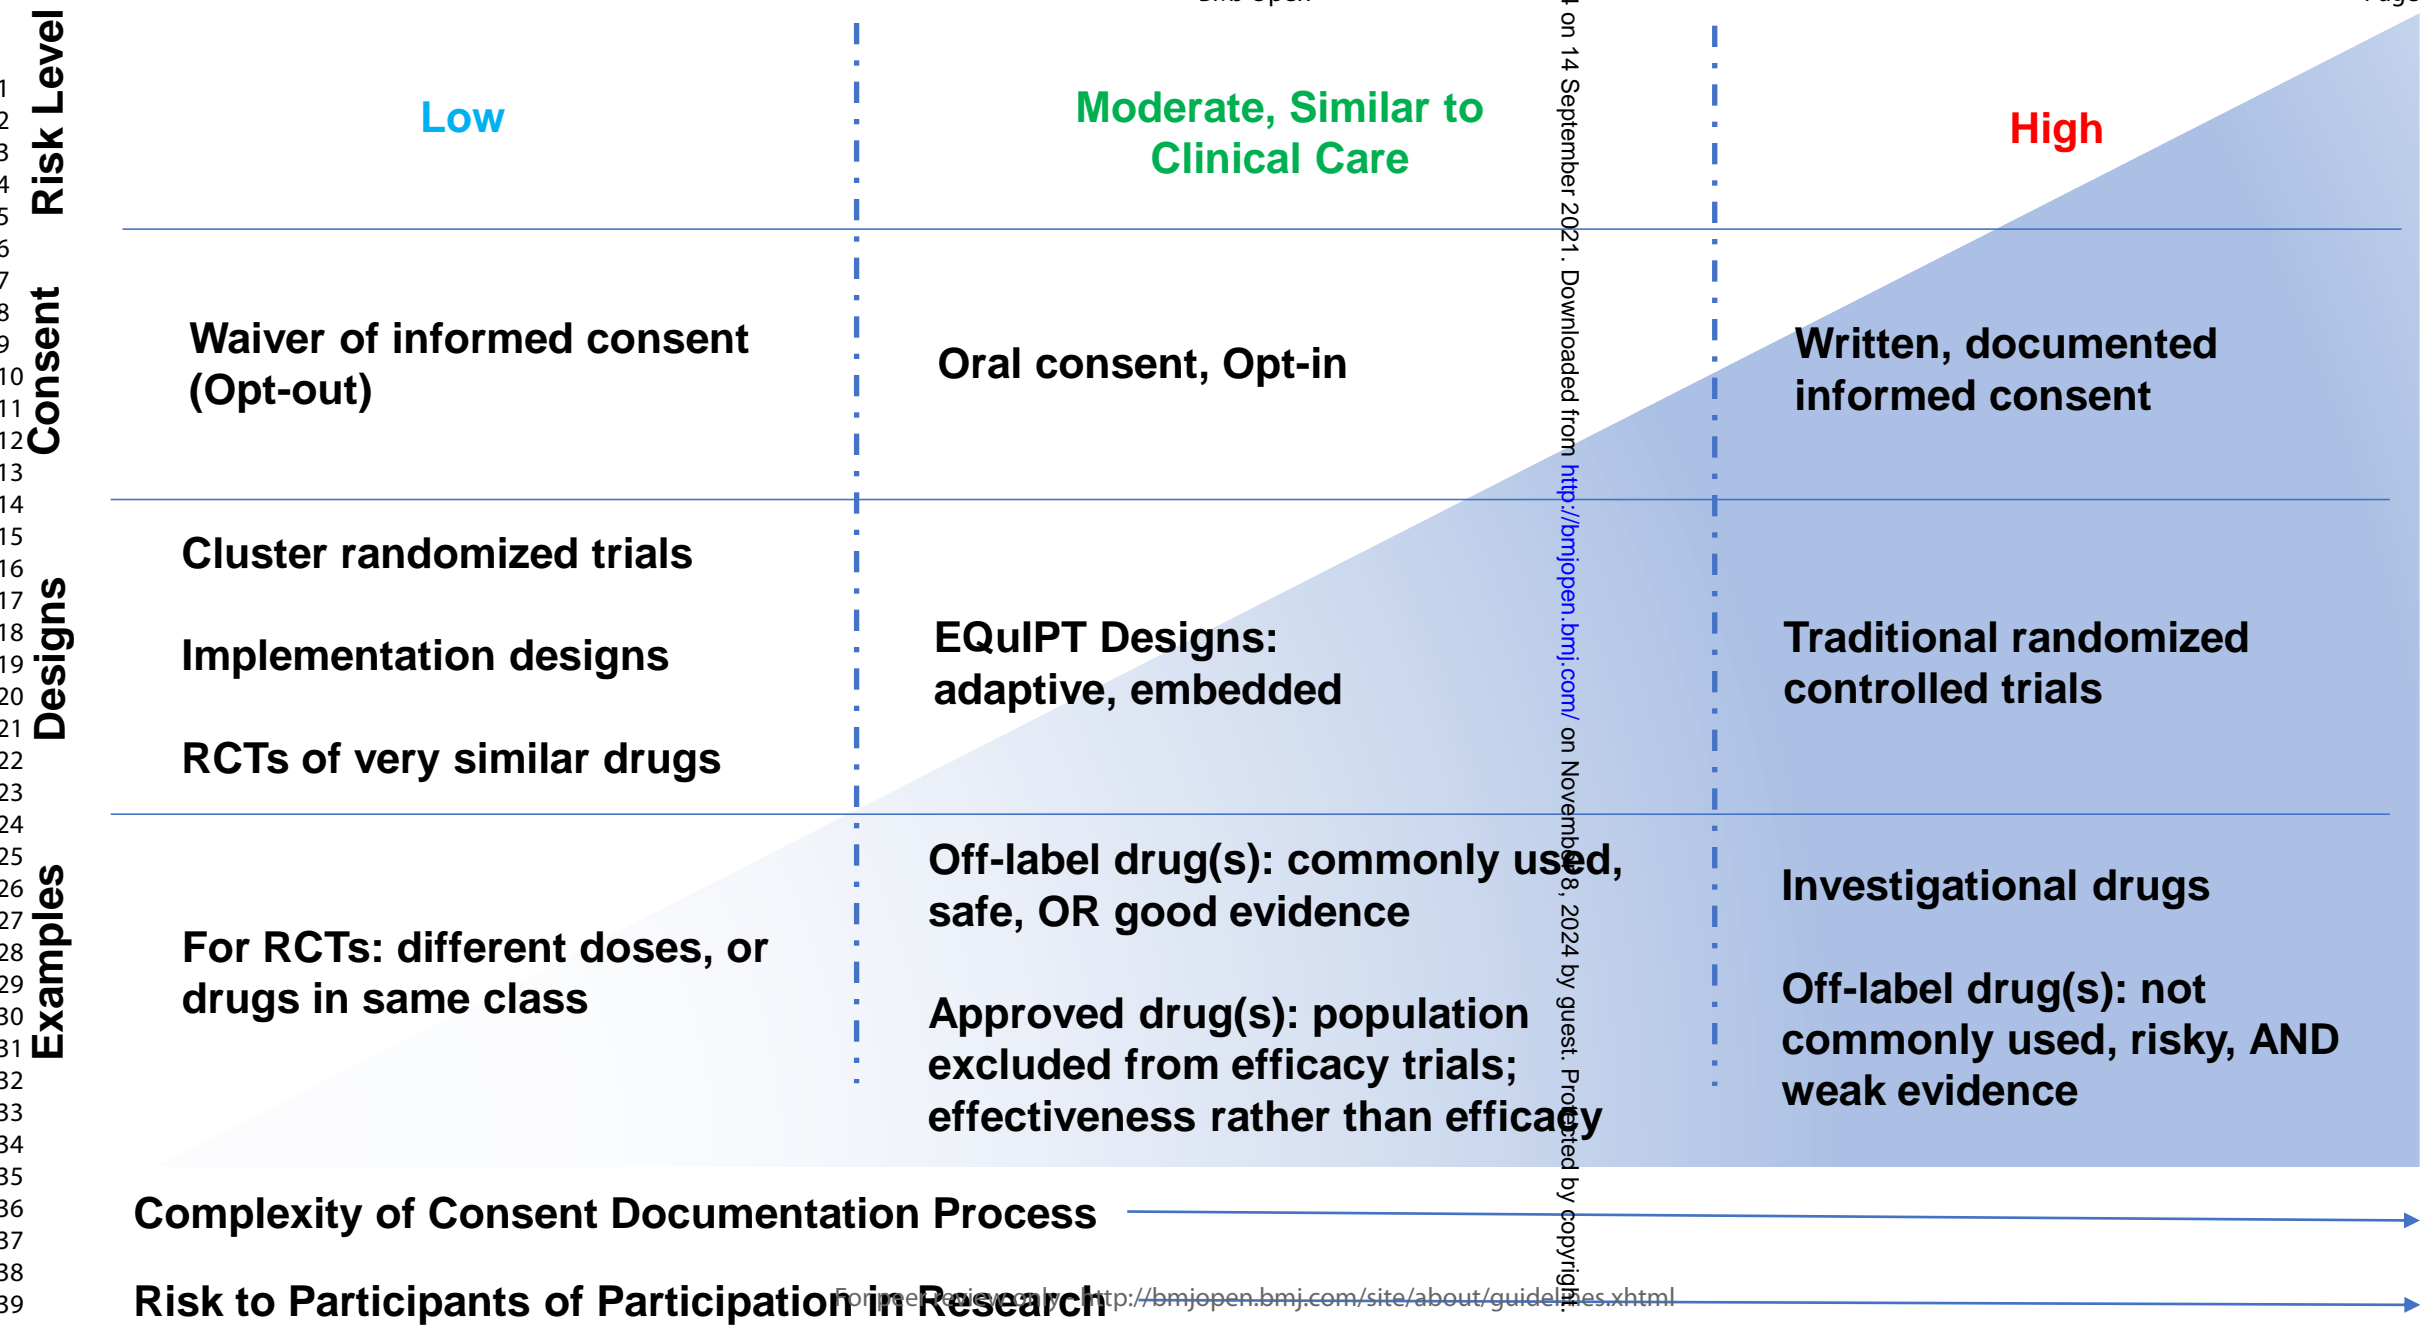 Risk Level
Low
Moderate, Similar to
Clinical Care
High
Consent
Waiver of informed consent
(Opt-out)
Oral consent, Opt-in
Written, documented
informed consent
Designs
Cluster randomized trials
Implementation designs
RCTs of very similar drugs
EQuIPT Designs:
adaptive, embedded
Traditional randomized
controlled trials
Examples
For RCTs: different doses, or
drugs in same class
Off-label drug(s): commonly used,
safe, OR good evidence
Approved drug(s): population
excluded from efficacy trials;
effectiveness rather than efficacy
Investigational drugs
Off-label drug(s): not
commonly used, risky, AND
weak evidence
Complexity of Consent Documentation Process
Risk to Participants of Participation in Research
For peer review only - http://bmjopen.bmj.com/site/about/guidelines.xhtml
on 14 September 2021. Downloaded from http://bmjopen.bmj.com/ on November 8, 2024 by guest. Protected by copyright.
1
2
3
4
5
6
7
8
9
10
11
12
13
14
15
16
17
18
19
20
21
22
23
24
25
26
27
28
29
30
31
32
33
34
35
36
37
38
39